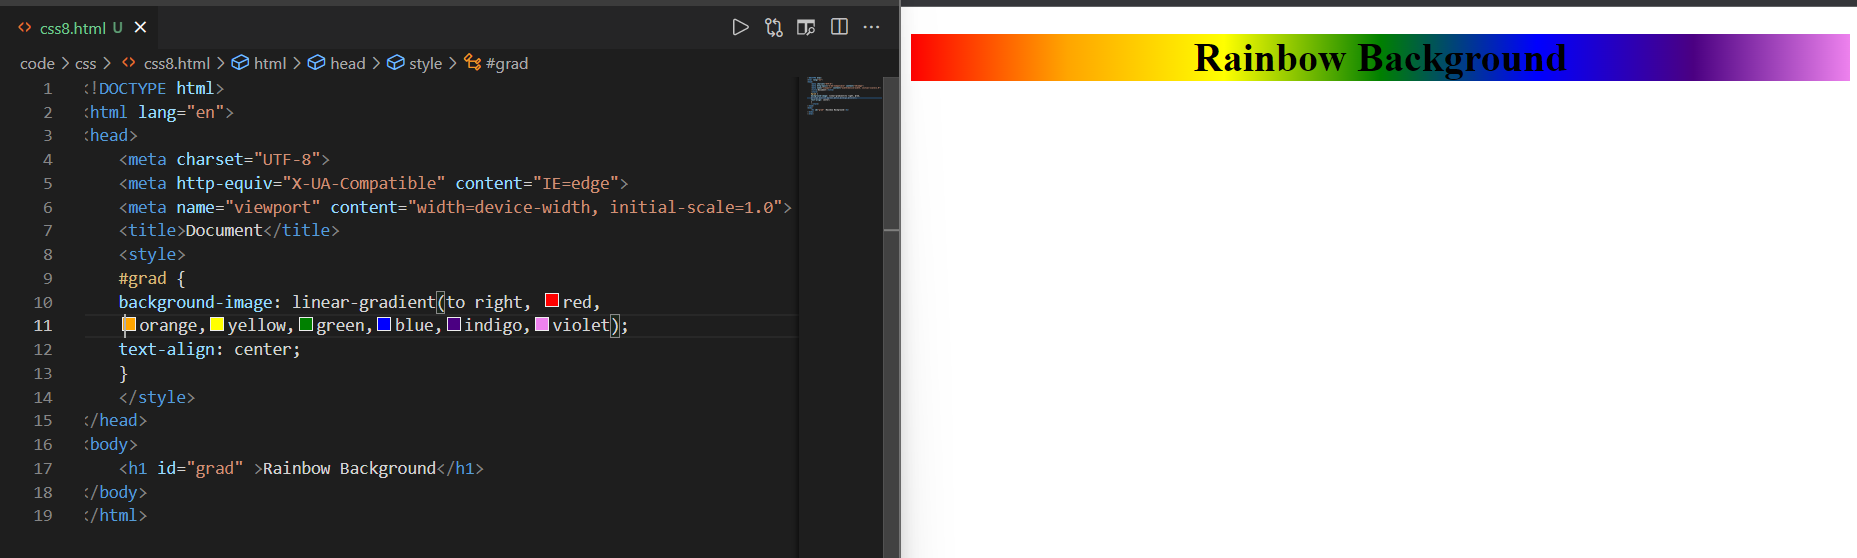 css8.html U
code > css > css8.html > html > head > style > #grad
1 <!DOCTYPE html>
2 <html lang="en">
3 <head>
4 <meta charset="UTF-8">
5 <meta http-equiv="X-UA-Compatible" content="IE=edge">
6 <meta name="viewport" content="width=device-width, initial-scale=1.0">
7 <title>Document</title>
8 <style>
9 #grad {
10 background-image: linear-gradient(to right, red,
11 orange,yellow,green,blue,indigo,violet);
12 text-align: center;
13 }
14 </style>
15 </head>
16 <body>
17 <h1 id="grad" >Rainbow Background</h1>
18 </body>
19 </html>
Rainbow Background